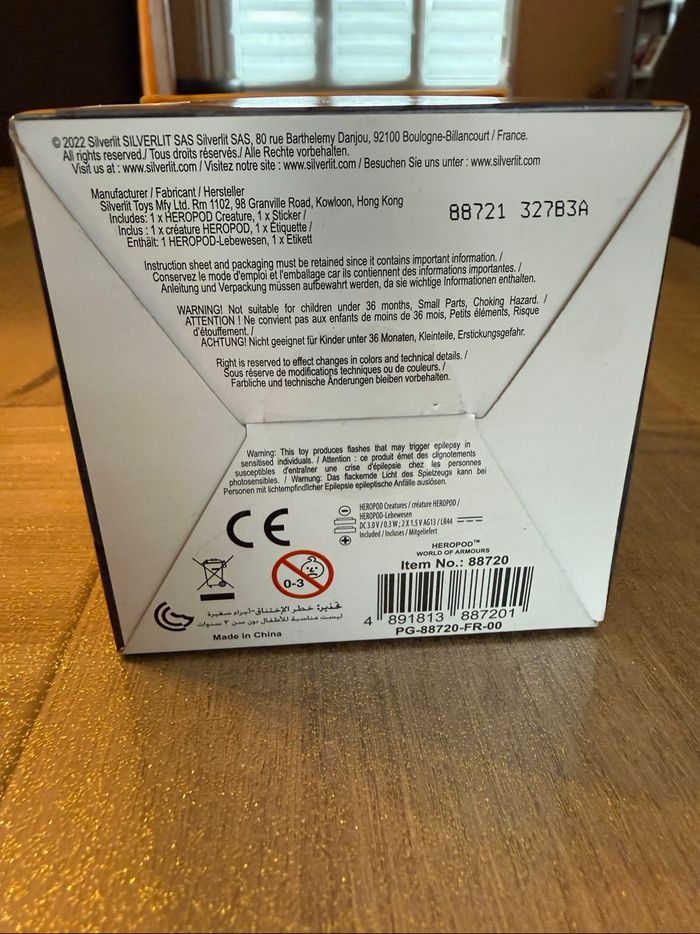 © 2022 Silverlit SILVERLIT SAS Silverlit SAS, 80 rue Barthelemy Danjou, 92100 Boulogne-Billancourt / France.
All rights reserved./ Tous droits réservés./ Alle Rechte vorbehalten.
Visit us at : www.silverlit.com / Visitez notre site : www.silverlit.com / Besuchen Sie uns unter : www.silverlit.com
Manufacturer / Fabricant / Hersteller
Silverlit Toys Mfy Ltd. Rm 1102, 98 Granville Road, Kowloon, Hong Kong
88721 327B3A
Includes: 1 x HEROPOD Creature, 1 x Sticker /
Inclus : 1 x créature HEROPOD, 1 x Étiquette /
Enthält: 1 HEROPOD-Lebewesen, 1 x Etikett
Instruction sheet and packaging must be retained since it contains important information. /
Conservez le mode d'emploi et l'emballage car ils contiennent des informations importantes. /
Anleitung und Verpackung müssen aufbewahrt werden, da sie wichtige Informationen enthalten.
WARNING! Not suitable for children under 36 months, Small Parts, Choking Hazard. /
ATTENTION ! Ne convient pas aux enfants de moins de 36 mois, Petits éléments, Risque
d'étouffement. /
ACHTUNG! Nicht geeignet für Kinder unter 36 Monaten, Kleinteile, Erstickungsgefahr.
Right is reserved to effect changes in colors and technical details. /
Sous réserve de modifications techniques ou de couleurs. /
Farbliche und technische Änderungen bleiben vorbehalten.
Warning: This toy produces flashes that may trigger epilepsy in
sensitised individuals. / Attention : ce produit émet des clignotements
susceptibles d'entraîner une crise d'épilepsie chez les personnes
photosensibles. / Warnung: Das flackernde Licht des Spielzeugs kann bei
Personen mit lichtempfindlicher Epilepsie epileptische Anfälle auslösen.
CE
HEROPOD Creatures / créature HEROPOD /
HEROPOD-Lebewesen
DC 3.0 V / 0.3 W ; 2 X 1.5 V AG13 / LR44
Included / Incluses / Mitgeliefert
0-3
HEROPOD™
WORLD OF ARMOURS
Item No.: 88720
4 891813 887201
PG-88720-FR-00
تحذير: خطر الإختناق-أجزاء صغيرة
ليست مناسبة للأطفال دون سن ٣ سنوات
Made in China